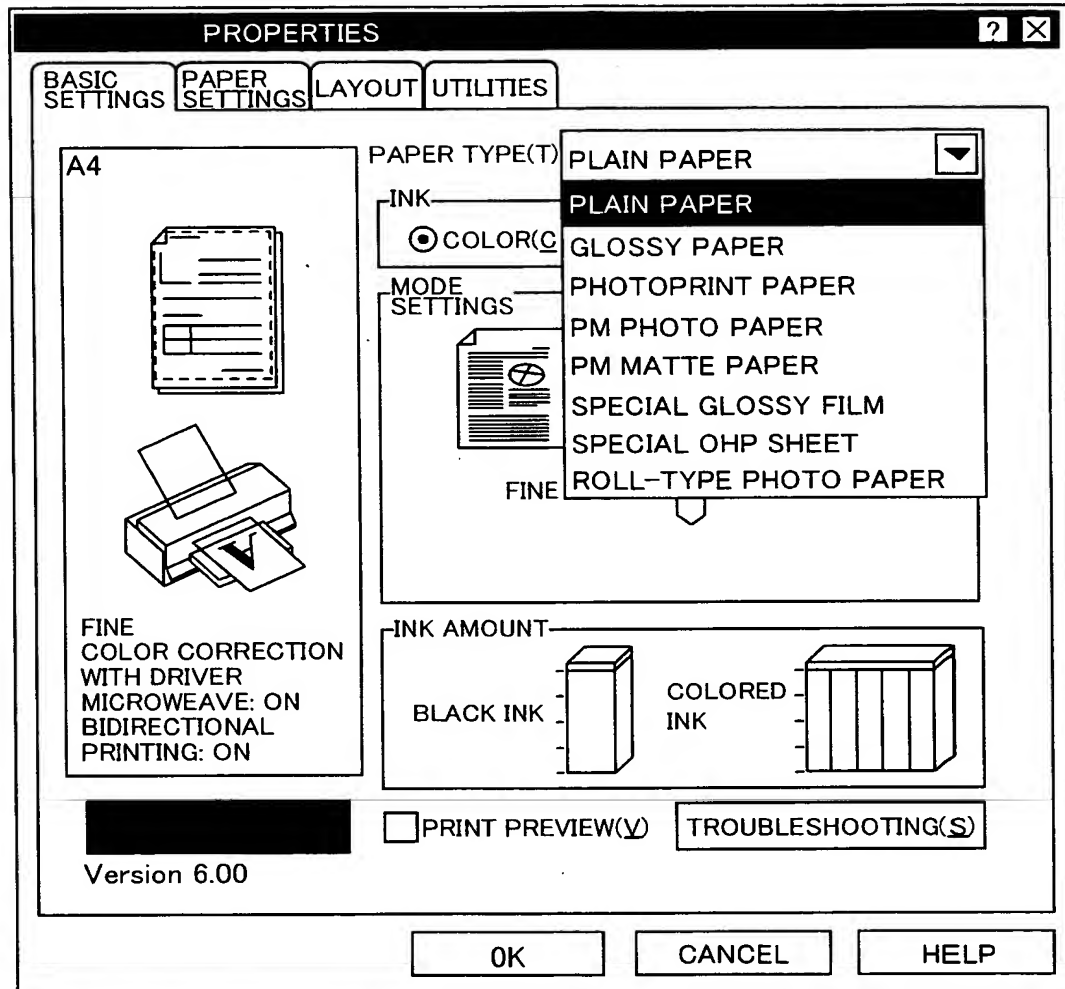 PROPERTIES
?
BASIC
SETTINGS
PAPER
SETTINGS
LAYOUT
UTILITIES
A4
FINE
COLOR CORRECTION
WITH DRIVER
MICROWEAVE: ON
BIDIRECTIONAL
PRINTING: ON
PAPER TYPE(T)
PLAIN PAPER
PLAIN PAPER
GLOSSY PAPER
PHOTOPRINT PAPER
PM PHOTO PAPER
PM MATTE PAPER
SPECIAL GLOSSY FILM
SPECIAL OHP SHEET
ROLL-TYPE PHOTO PAPER
INK
COLOR(C
MODE
SETTINGS
FINE
INK AMOUNT
BLACK INK
COLORED
INK
A
Version 6.00
PRINT PREVIEW(V)
TROUBLESHOOTING(S)
OK
CANCEL
HELP